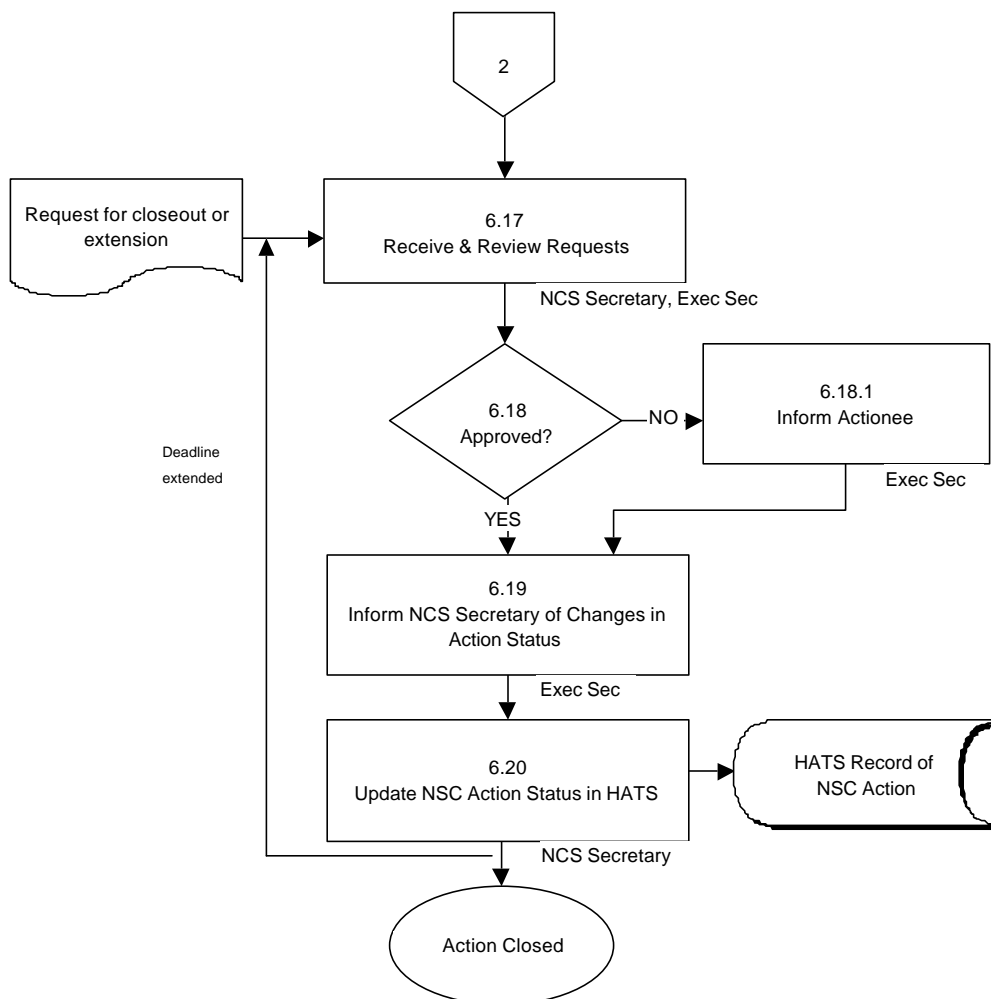 2
Request for closeout or
extension
6.17
Receive & Review Requests
NCS Secretary, Exec Sec
6.18
Approved?
NO
6.18.1
Inform Actionee
Exec Sec
Deadline
extended
YES
6.19
Inform NCS Secretary of Changes in
Action Status
Exec Sec
6.20
Update NSC Action Status in HATS
HATS Record of
NSC Action
NCS Secretary
Action Closed